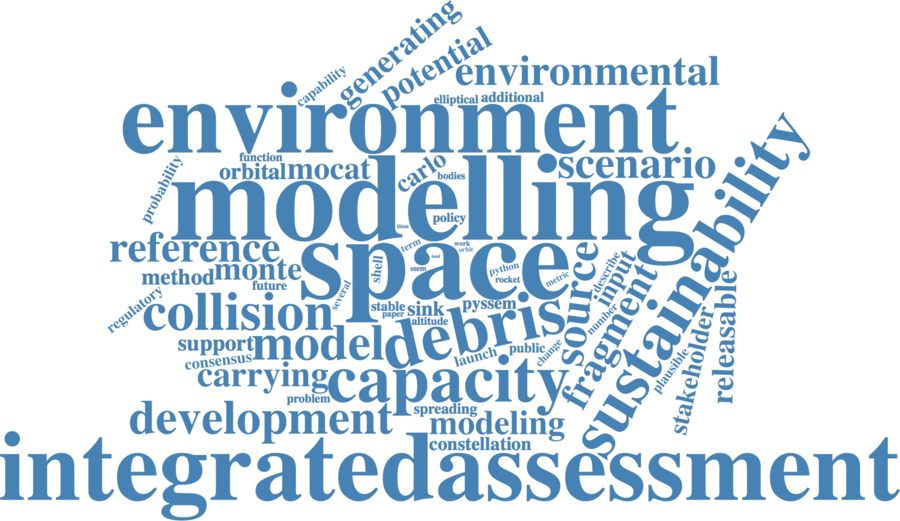 generating
potential
capability
environmental
elliptical
additional
environment
function
orbital
mocat
carlo
bodies
scenario
probability
modelling
policy
time
sustainability
reference
space
term
work
orbit
tool
method
monte
shell
ssem
python
rocket
metric
source
describe
input
future
several
regulatory
collision
stable
sink
pyssem
paper
altitude
debris
number
fragment
releasable
support
model
consensus
launch
public
change
plausible
stakeholder
carrying
capacity
problem
development
spreading
modeling
constellation
integratedassessment